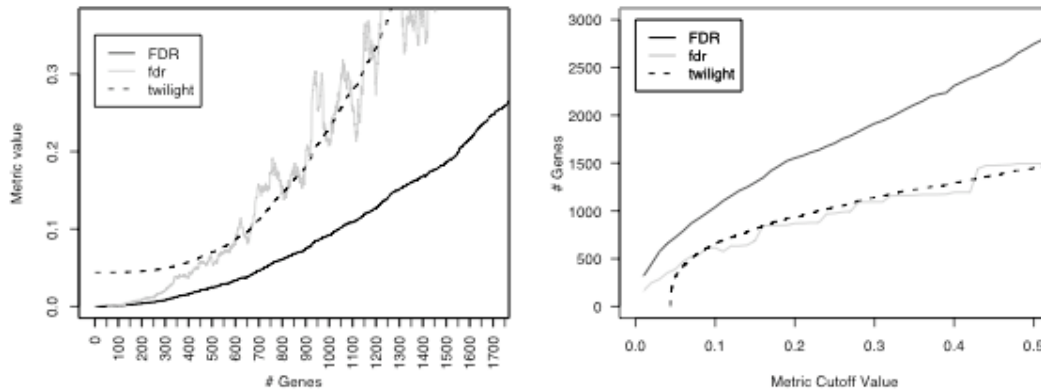 FDR
fdr
twilight
Metric value
0.0 0.1 0.2 0.3
0 100 200 300 400 500 600 700 800 900 1000 1100 1200 1300 1400 1500 1600 1700
# Genes
FDR
fdr
twilight
# Genes
0 500 1000 1500 2000 2500 3000
0.0 0.1 0.2 0.3 0.4 0.5
Metric Cutoff Value